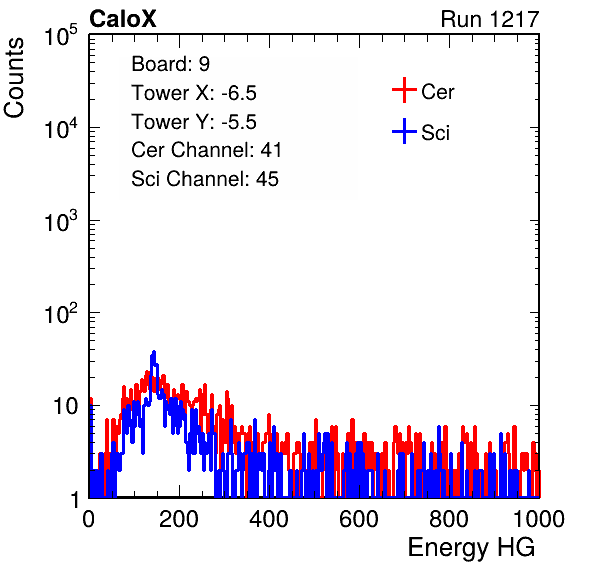 CaloX Run 1217
Counts
10^5
10^4
10^3
10^2
10
1
Board: 9
Tower X: -6.5
Tower Y: -5.5
Cer Channel: 41
Sci Channel: 45
Cer
Sci
0 200 400 600 800 1000
Energy HG